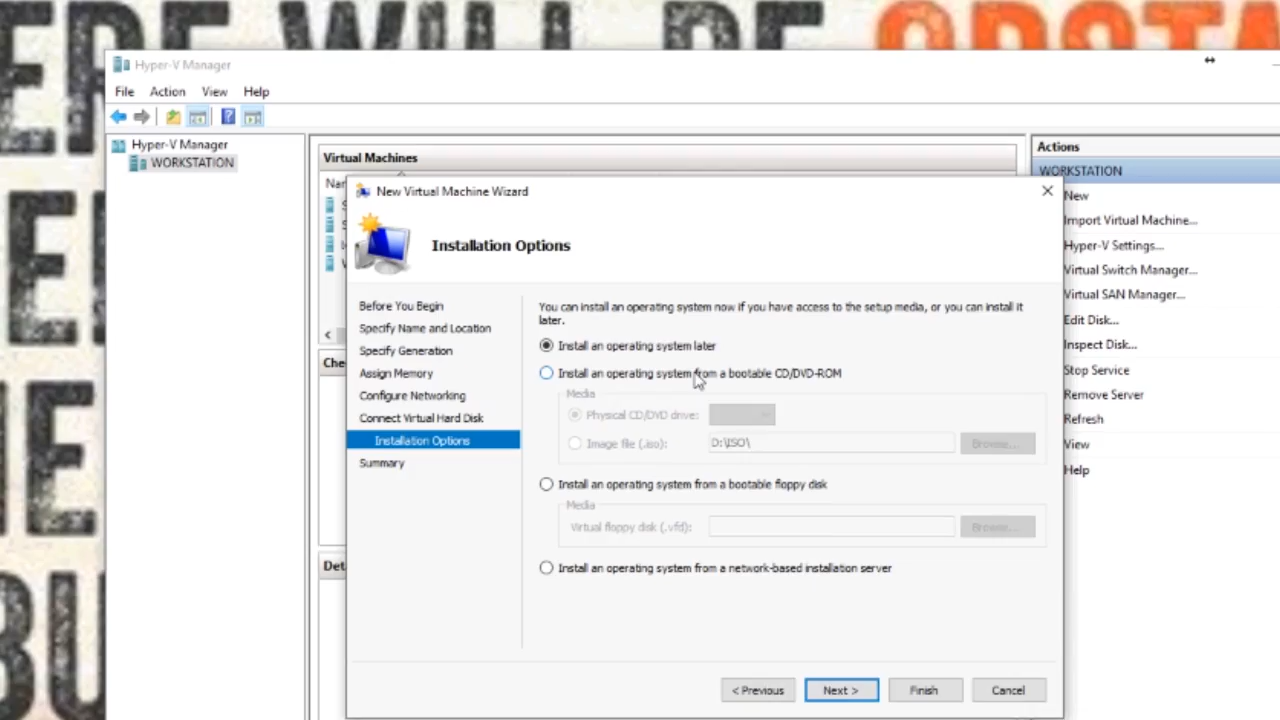 ERE WILL BE OBSTA
Hyper-V Manager
File Action View Help
Hyper-V Manager
WORKSTATION
Virtual Machines
Actions
WORKSTATION
New
Import Virtual Machine...
Hyper-V Settings...
Virtual Switch Manager...
Virtual SAN Manager...
Edit Disk...
Inspect Disk...
Stop Service
Remove Server
Refresh
View
Help
New Virtual Machine Wizard
Installation Options
Before You Begin
Specify Name and Location
Specify Generation
Assign Memory
Configure Networking
Connect Virtual Hard Disk
Installation Options
Summary
You can install an operating system now if you have access to the setup media, or you can install it
later.
Install an operating system later
Install an operating system from a bootable CD/DVD-ROM
Media
Physical CD/DVD drive:
Image file (.iso): D:\ISO\ Browse...
Install an operating system from a bootable floppy disk
Media
Virtual floppy disk (.vfd): Browse...
Install an operating system from a network-based installation server
< Previous Next > Finish Cancel